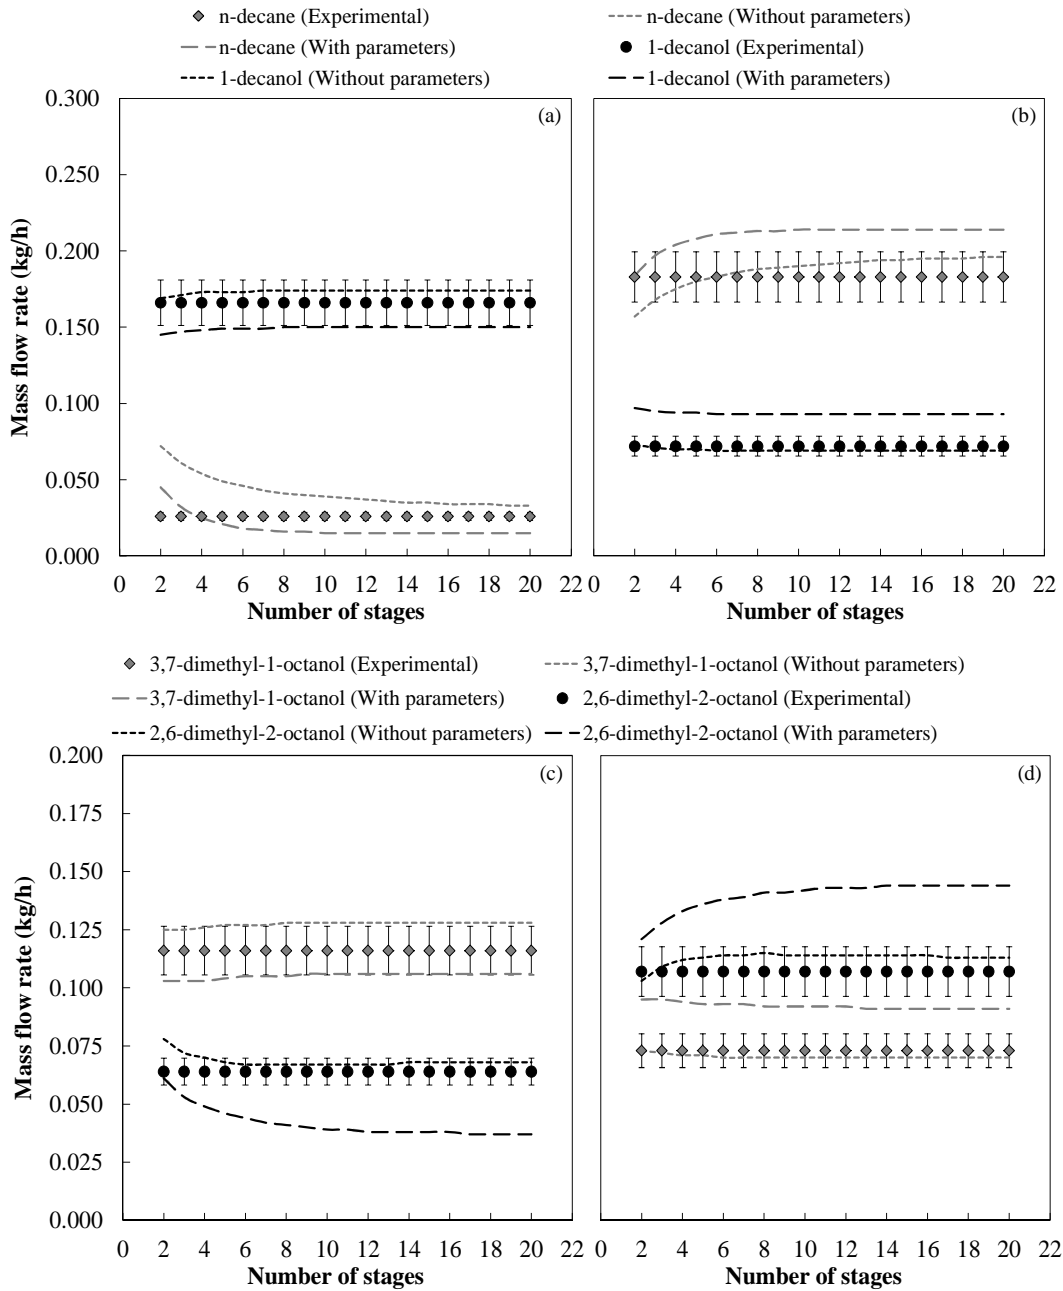 n-decane (Experimental) n-decane (Without parameters)
n-decane (With parameters) 1-decanol (Experimental)
1-decanol (Without parameters) 1-decanol (With parameters)
0.300 (a) (b)
0.250
0.200
0.150
0.100
0.050
0.000
Mass flow rate (kg/h)
0 2 4 6 8 10 12 14 16 18 20 22 0 2 4 6 8 10 12 14 16 18 20 22
Number of stages Number of stages
3,7-dimethyl-1-octanol (Experimental) 3,7-dimethyl-1-octanol (Without parameters)
3,7-dimethyl-1-octanol (With parameters) 2,6-dimethyl-2-octanol (Experimental)
2,6-dimethyl-2-octanol (Without parameters) 2,6-dimethyl-2-octanol (With parameters)
0.200 (c) (d)
0.175
0.150
0.125
0.100
0.075
0.050
0.025
0.000
Mass flow rate (kg/h)
0 2 4 6 8 10 12 14 16 18 20 22 0 2 4 6 8 10 12 14 16 18 20 22
Number of stages Number of stages